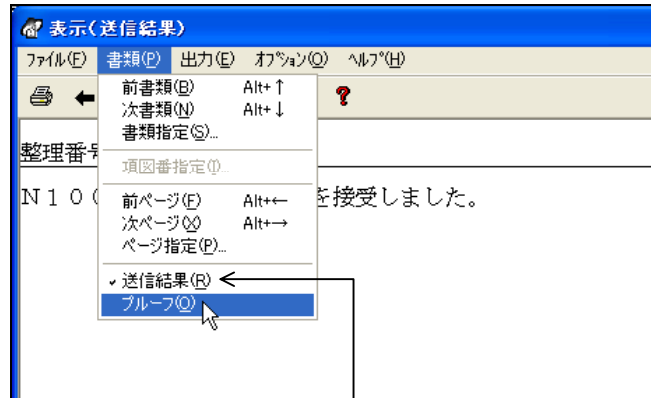 表示(送信結果)
ファイル(F) 書類(P) 出力(E) オプション(O) ヘルプ(H)
前書類(B) Alt+↑
次書類(N) Alt+↓
書類指定(S)...
整理番号
項図番指定(I)...
N10 を接受しました。
前ページ(F) Alt+←
次ページ(X) Alt+→
ページ指定(P)...
✓送信結果(R)
プルーフ(O)